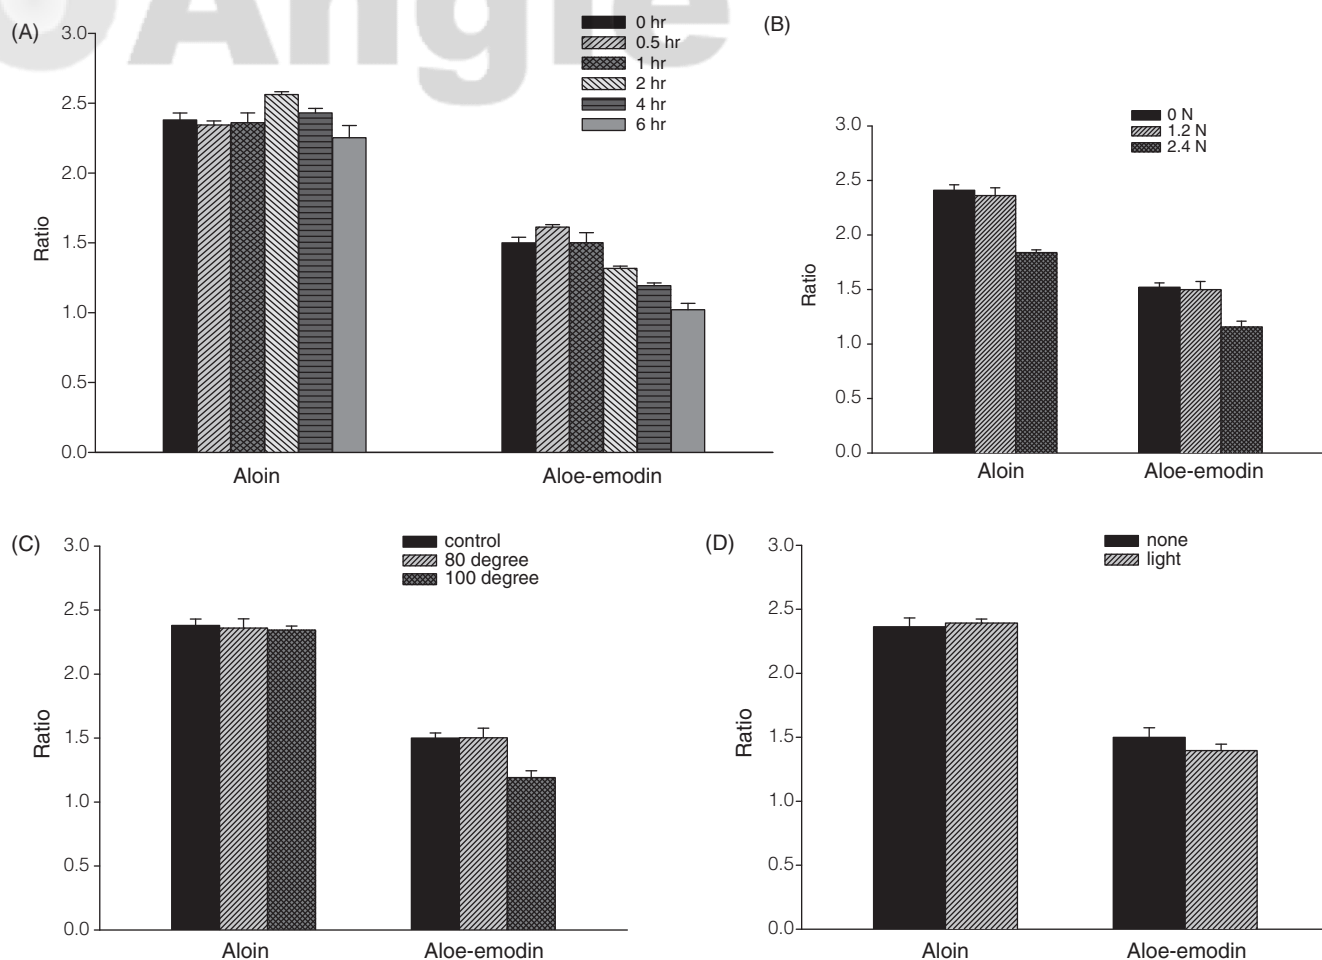 Angle
(A)
3.0
2.5
2.0
1.5
1.0
0.5
0.0
Ratio
0 hr
0.5 hr
1 hr
2 hr
4 hr
6 hr
Aloin
Aloe-emodin
(B)
3.0
2.5
2.0
1.5
1.0
0.5
0.0
Ratio
0 N
1.2 N
2.4 N
Aloin
Aloe-emodin
(C)
3.0
2.5
2.0
1.5
1.0
0.5
0.0
Ratio
control
80 degree
100 degree
Aloin
Aloe-emodin
(D)
3.0
2.5
2.0
1.5
1.0
0.5
0.0
Ratio
none
light
Aloin
Aloe-emodin